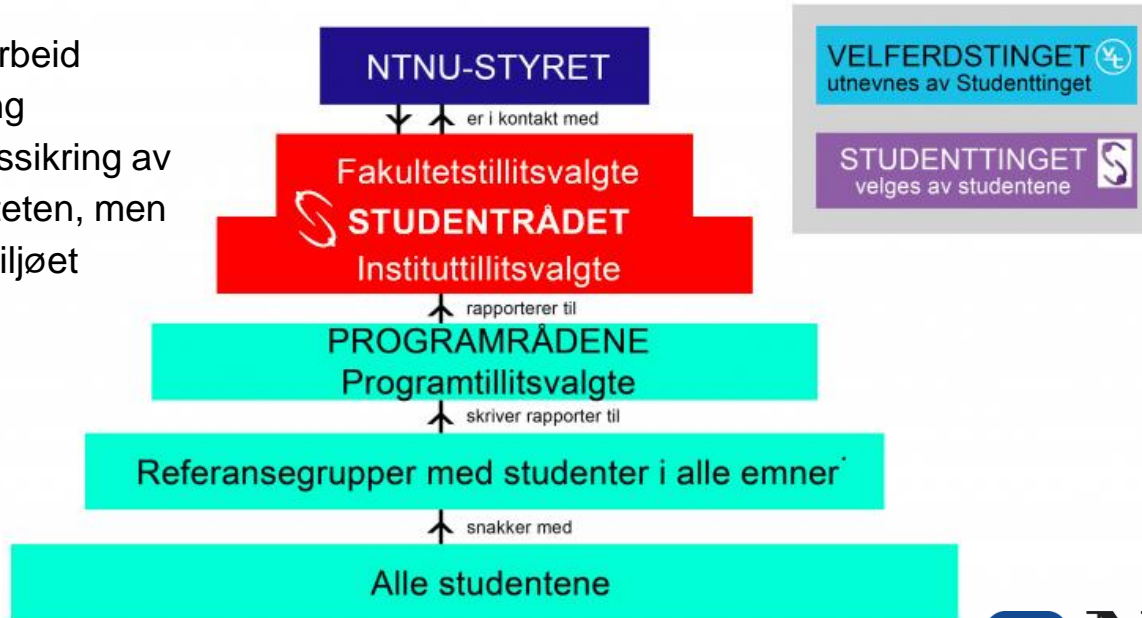 rbeid
ng
ssikring av
teten, men
iljøet
NTNU-STYRET
er i kontakt med
Fakultetstillitsvalgte
STUDENTRÅDET
Instituttillitsvalgte
rapporterer til
PROGRAMRÅDENE
Programtillitsvalgte
skriver rapporter til
Referansegrupper med studenter i alle emner
snakker med
Alle studentene
VELFERDSTINGET vt
utnevnes av Studenttinget
STUDENTTINGET
velges av studentene